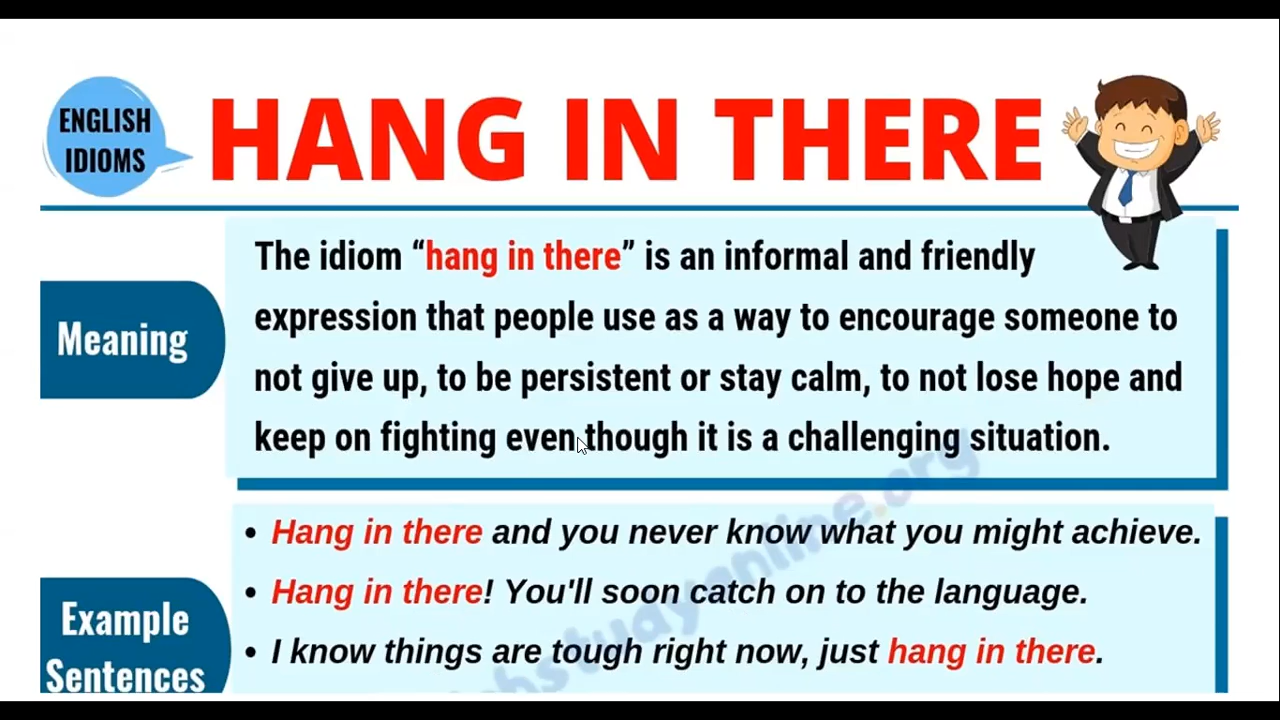 ENGLISH
IDIOMS
HANG IN THERE
Meaning
The idiom “hang in there” is an informal and friendly
expression that people use as a way to encourage someone to
not give up, to be persistent or stay calm, to not lose hope and
keep on fighting even though it is a challenging situation.
Example
Sentences
• Hang in there and you never know what you might achieve.
• Hang in there! You'll soon catch on to the language.
• I know things are tough right now, just hang in there.